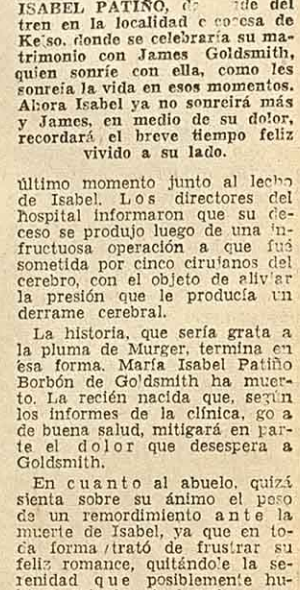 ISABEL PATIÑO, del
tren en la localidad escocesa de
Kelso, donde se celebraría su ma-
trimonio con James Goldsmith,
quien sonríe con ella, como les
sonreía la vida en esos momentos.
Ahora Isabel ya no sonreirá más
y James, en medio de su dolor,
recordará el breve tiempo feliz
vivido a su lado.
último momento junto al lecho
de Isabel. Los directores del
hospital informaron que su de-
ceso se produjo luego de una in-
fructuosa operación a que fué
sometida por cinco cirujanos del
cerebro, con el objeto de aliviar
la presión que le producía un
derrame cerebral.
La historia, que sería grata a
la pluma de Murger, termina en
esa forma. María Isabel Patiño
Borbón de Goldsmith ha muer-
to. La recién nacida que, según
los informes de la clínica, goza
de buena salud, mitigará en par-
te el dolor que desespera a
Goldsmith.
En cuanto al abuelo, quizá
sienta sobre su ánimo el peso
de un remordimiento ante la
muerte de Isabel, ya que en to-
da forma trató de frustrar su
feliz romance, quitándole la se-
renidad que posiblemente hu-